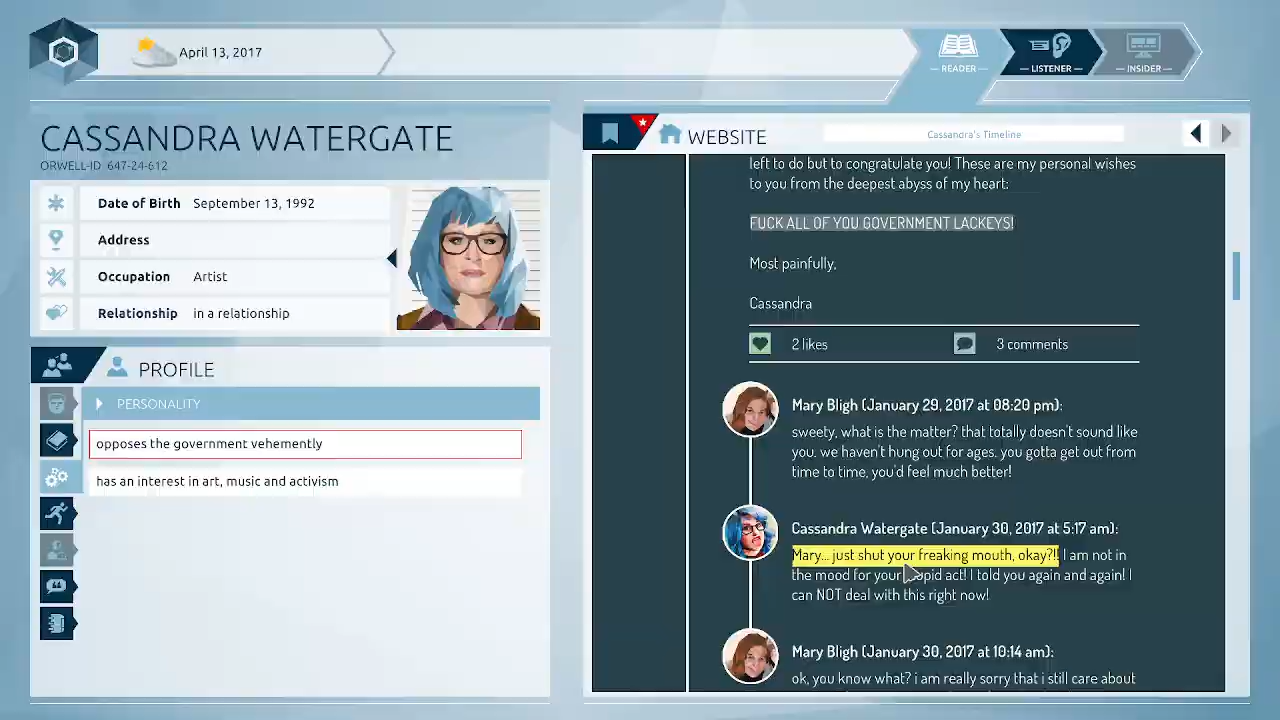 April 13, 2017
— READER —
— LISTENER —
— INSIDER —
CASSANDRA WATERGATE
ORWELL-ID 647-24-612
Date of Birth September 13, 1992
Address
Occupation Artist
Relationship in a relationship
PROFILE
PERSONALITY
opposes the government vehemently
has an interest in art, music and activism
WEBSITE
Cassandra's Timeline
left to do but to congratulate you! These are my personal wishes
to you from the deepest abyss of my heart:
FUCK ALL OF YOU GOVERNMENT LACKEYS!
Most painfully,
Cassandra
2 likes
3 comments
Mary Bligh (January 29, 2017 at 08:20 pm):
sweety, what is the matter? that totally doesn't sound like
you. we haven't hung out for ages. you gotta get out from
time to time, you'd feel much better!
Cassandra Watergate (January 30, 2017 at 5:17 am):
Mary... just shut your freaking mouth, okay?!! I am not in
the mood for your act! I told you again and again! I
can NOT deal with this right now!
Mary Bligh (January 30, 2017 at 10:14 am):
ok, you know what? i am really sorry that i still care about